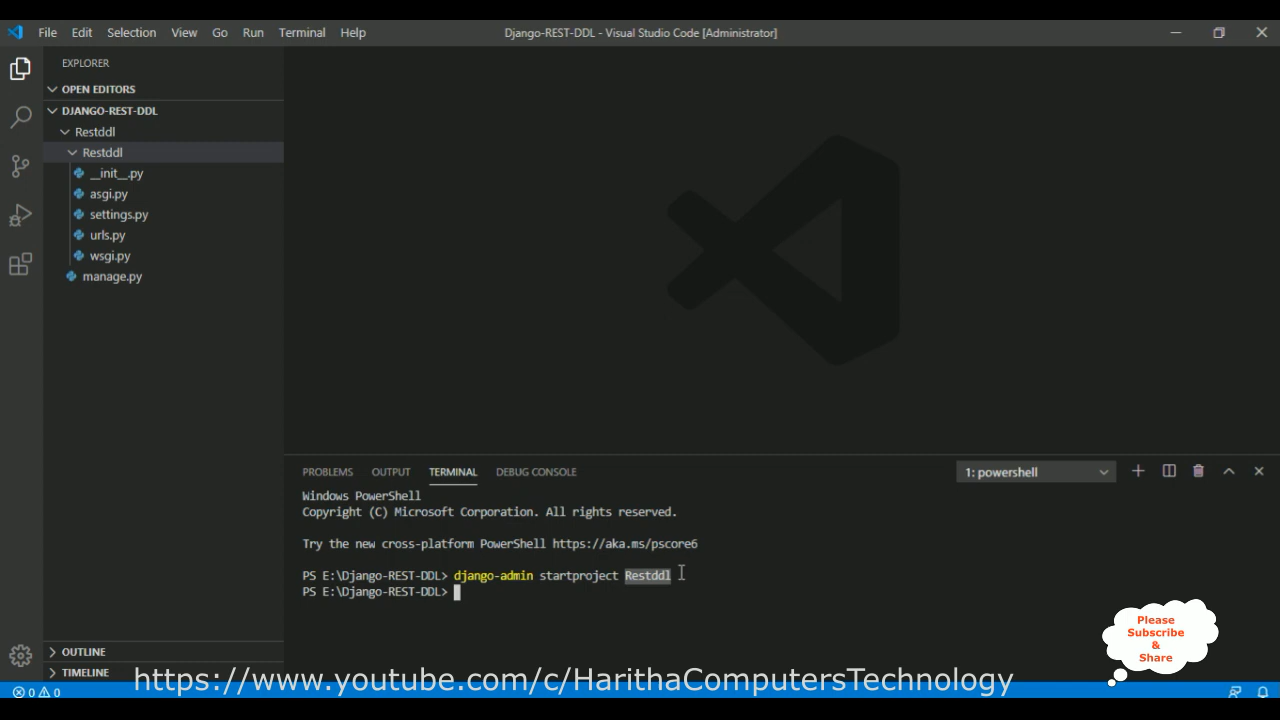 File Edit Selection View Go Run Terminal Help
Django-REST-DDL - Visual Studio Code [Administrator]
EXPLORER
OPEN EDITORS
DJANGO-REST-DDL
Restddl
Restddl
__init__.py
asgi.py
settings.py
urls.py
wsgi.py
manage.py
OUTLINE
TIMELINE
0 0
PROBLEMS OUTPUT TERMINAL DEBUG CONSOLE
1: powershell
Windows PowerShell
Copyright (C) Microsoft Corporation. All rights reserved.
Try the new cross-platform PowerShell https://aka.ms/pscore6
PS E:\Django-REST-DDL> django-admin startproject Restddl
PS E:\Django-REST-DDL>
Please
Subscribe
&
Share
https://www.youtube.com/c/HarithaComputersTechnology